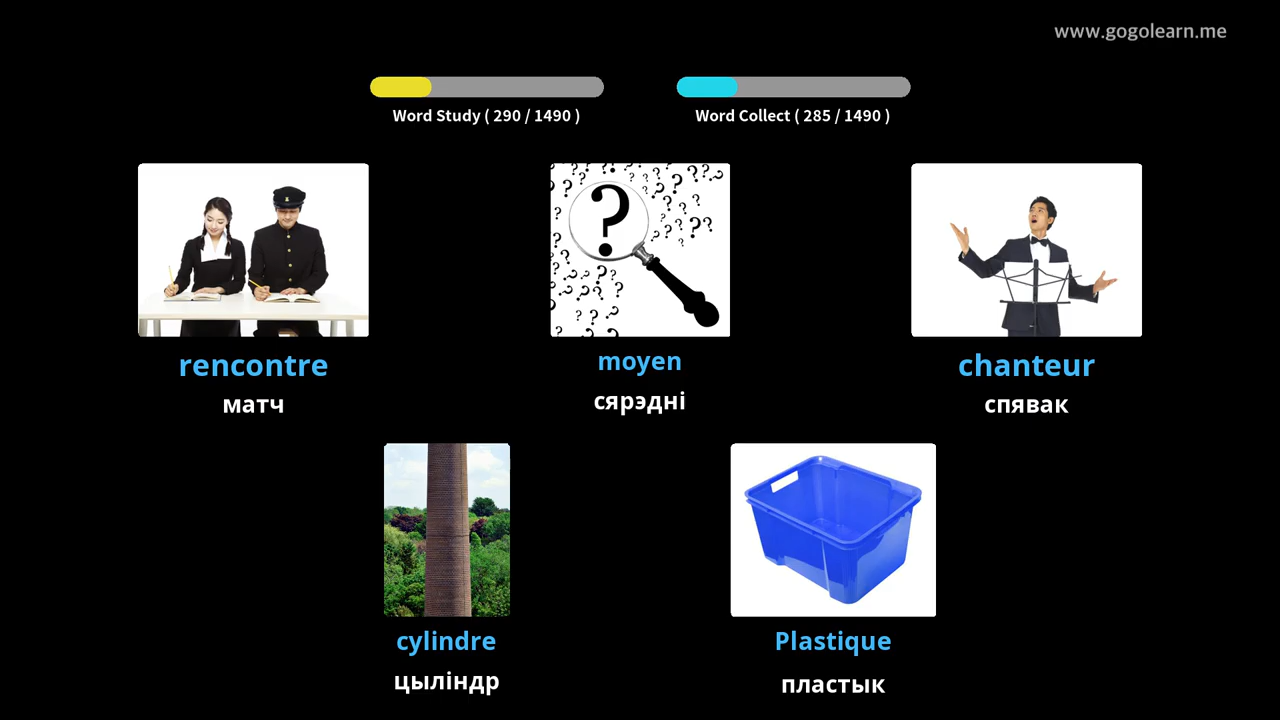 www.gogolearn.me
Word Study ( 290 / 1490 )
Word Collect ( 285 / 1490 )
rencontre
матч
moyen
сярэдні
chanteur
спявак
cylindre
цыліндр
Plastique
пластык